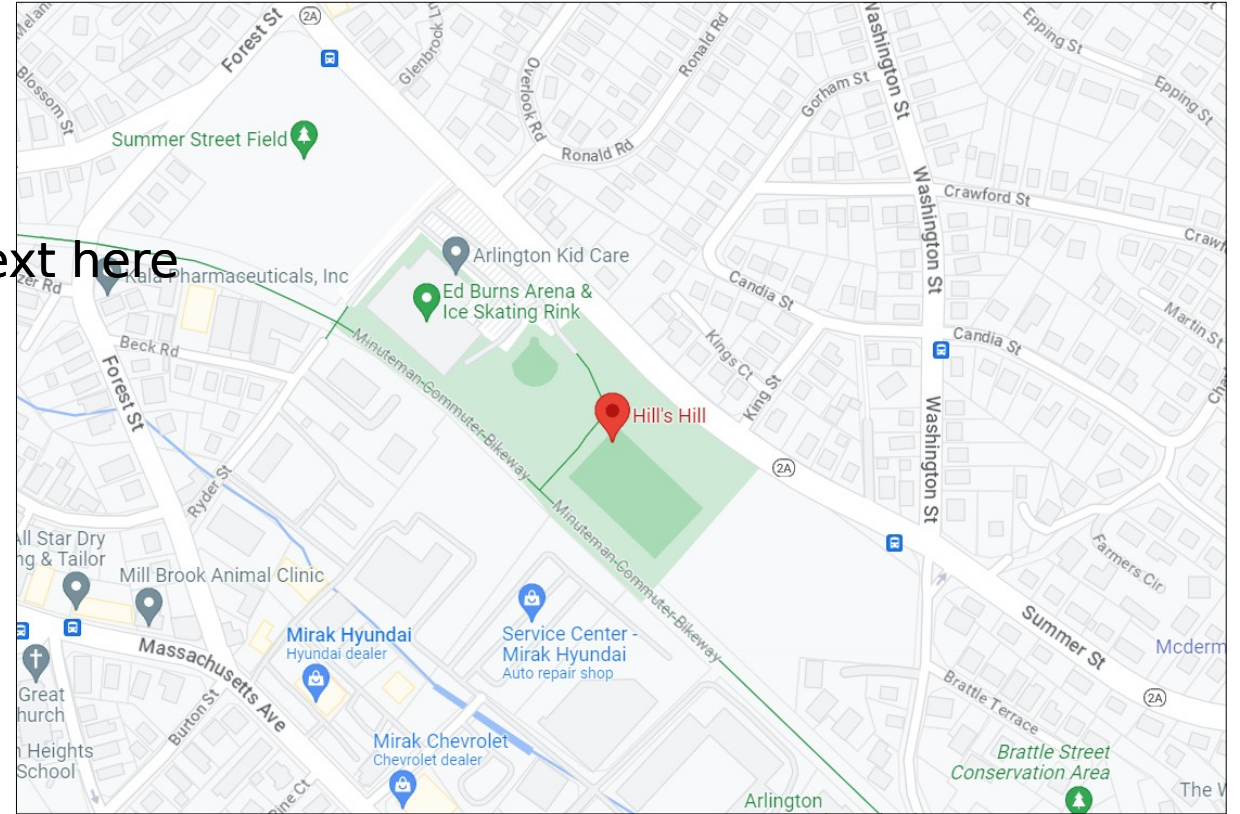 Forest St
2A
Overlook Rd
Ronald Rd
Washington St
Epping St
Epping St
Blossom St
Glenbrook
Gorham St
Summer Street Field
Ronald Rd
Washington St
Crawford St
ext here
Arlington Kid Care
Kala Pharmaceuticals, Inc
zer Rd
Ed Burns Arena &
Ice Skating Rink
Candia St
Martin St
Beck Rd
Minuteman Commuter Bikeway
Kings Ct
Candia St
Forest St
King St
Hill's Hill
Washington St
2A
Ryder St
Minuteman Commuter Bikeway
All Star Dry
ng & Tailor
Farmers Cir
Mill Brook Animal Clinic
Mirak Hyundai
Hyundai dealer
Service Center -
Mirak Hyundai
Auto repair shop
Summer St
Mcderm
Massachusetts Ave
Great
hurch
Burton St
Brattle Terrace
2A
Mirak Chevrolet
Chevrolet dealer
Heights
School
Brattle Street
Conservation Area
Pine Ct
Arlington
The